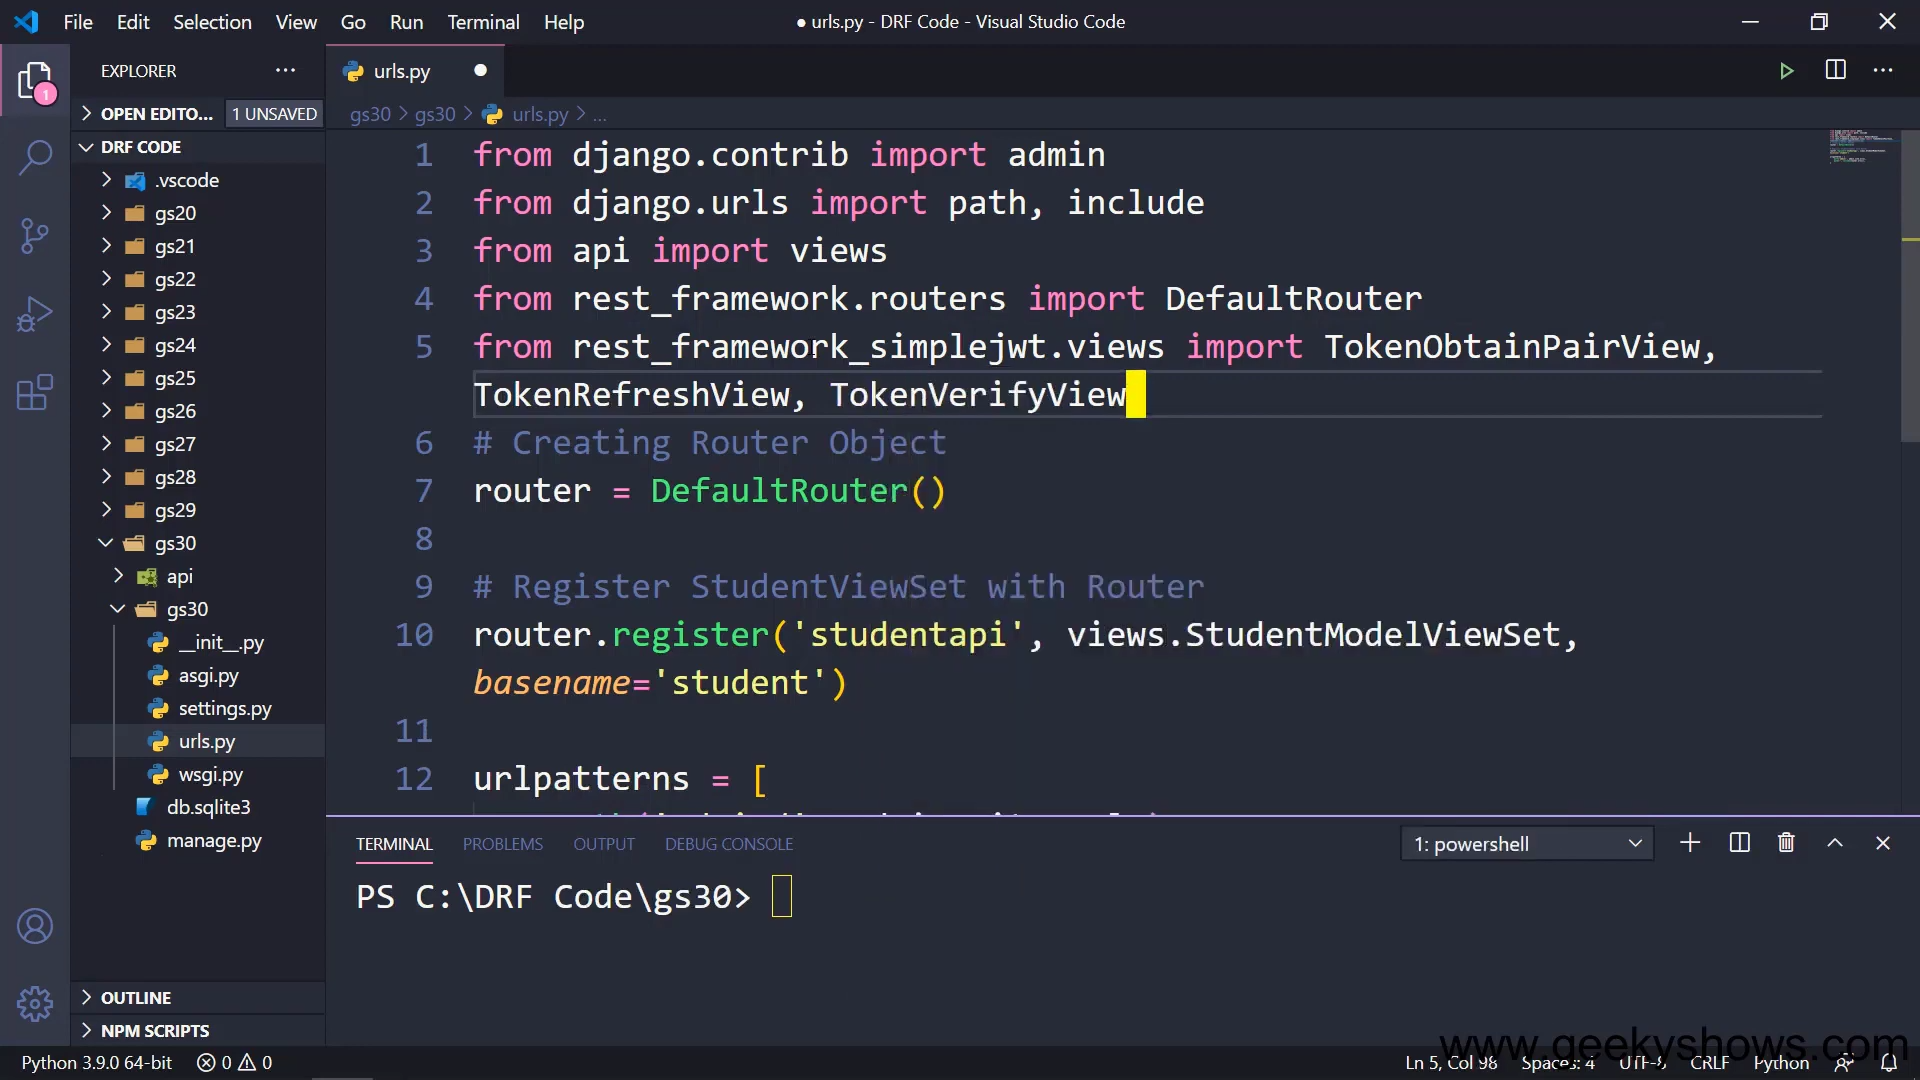 File Edit Selection View Go Run Terminal Help
● urls.py - DRF Code - Visual Studio Code
EXPLORER
urls.py
OPEN EDITO... 1 UNSAVED
gs30 > gs30 > urls.py > ...
DRF CODE
.vscode
gs20
gs21
gs22
gs23
gs24
gs25
gs26
gs27
gs28
gs29
gs30
api
gs30
__init__.py
asgi.py
settings.py
urls.py
wsgi.py
db.sqlite3
manage.py
OUTLINE
NPM SCRIPTS
1
1 from django.contrib import admin
2 from django.urls import path, include
3 from api import views
4 from rest_framework.routers import DefaultRouter
5 from rest_framework_simplejwt.views import TokenObtainPairView,
TokenRefreshView, TokenVerifyView
6 # Creating Router Object
7 router = DefaultRouter()
8
9 # Register StudentViewSet with Router
10 router.register('studentapi', views.StudentModelViewSet,
basename='student')
11
12 urlpatterns = [
TERMINAL PROBLEMS OUTPUT DEBUG CONSOLE 1: powershell
PS C:\DRF Code\gs30>
www.geekyshows.com
Python 3.9.0 64-bit 0 0 Ln 5, Col 98 Spaces: 4 UTF-8 CRLF Python